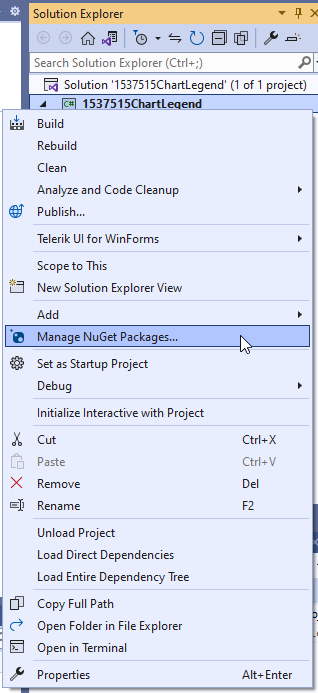 Solution Explorer
Search Solution Explorer (Ctrl+;)
Solution '1537515ChartLegend' (1 of 1 project)
C# 1537515ChartLegend
Build
Rebuild
Clean
Analyze and Code Cleanup
Publish...
Telerik UI for WinForms
Scope to This
New Solution Explorer View
Add
Manage NuGet Packages...
Set as Startup Project
Debug
Initialize Interactive with Project
Cut Ctrl+X
Paste Ctrl+V
Remove Del
Rename F2
Unload Project
Load Direct Dependencies
Load Entire Dependency Tree
Copy Full Path
Open Folder in File Explorer
Open in Terminal
Properties Alt+Enter